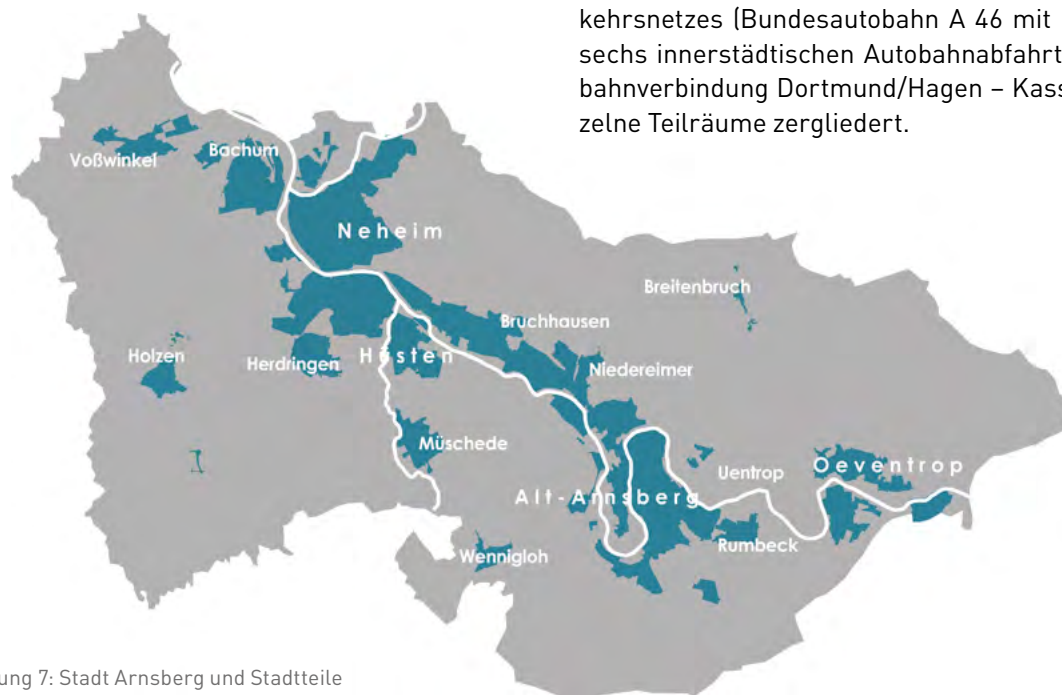 kehrsnetzes (Bundesautobahn A 46 mit
sechs innerstädtischen Autobahnabfahrt
bahnverbindung Dortmund/Hagen – Kass
zelne Teilräume zergliedert.
Voßwinkel
Bachum
Neheim
Breitenbruch
Bruchhausen
Holzen
Herdringen
Hüsten
Niedereimer
Müschede
Uentrop
Oeventrop
Alt-Arnsberg
Rumbeck
Wennigloh
ung 7: Stadt Arnsberg und Stadtteile